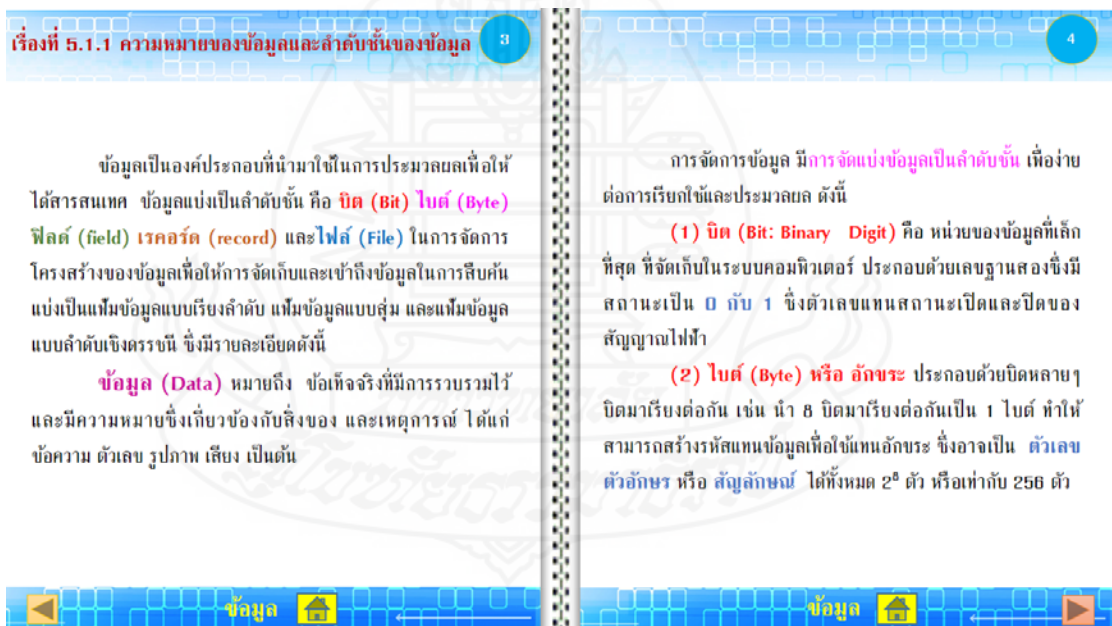 เรื่องที่ 5.1.1 ความหมายของข้อมูลและลำดับชั้นของข้อมูล
3
ข้อมูลเป็นองค์ประกอบที่นำมาใช้ในการประมวลผลเพื่อให้
ได้สารสนเทศ ข้อมูลแบ่งเป็นลำดับชั้น คือ บิต (Bit) ไบต์ (Byte)
ฟิลด์ (field) เรคอร์ด (record) และไฟล์ (File) ในการจัดการ
โครงสร้างของข้อมูลเพื่อให้การจัดเก็บและเข้าถึงข้อมูลในการสืบค้น
แบ่งเป็นแฟ้มข้อมูลแบบเรียงลำดับ แฟ้มข้อมูลแบบสุ่ม และแฟ้มข้อมูล
แบบลำดับเชิงดรรชนี ซึ่งมีรายละเอียดดังนี้
ข้อมูล (Data) หมายถึง ข้อเท็จจริงที่มีการรวบรวมไว้
และมีความหมายซึ่งเกี่ยวข้องกับสิ่งของ และเหตุการณ์ ได้แก่
ข้อความ ตัวเลข รูปภาพ เสียง เป็นต้น
ข้อมูล
4
การจัดการข้อมูล มีการจัดแบ่งข้อมูลเป็นลำดับชั้น เพื่อง่าย
ต่อการเรียกใช้และประมวลผล ดังนี้
(1) บิต (Bit: Binary Digit) คือ หน่วยของข้อมูลที่เล็ก
ที่สุด ที่จัดเก็บในระบบคอมพิวเตอร์ ประกอบด้วยเลขฐานสองซึ่งมี
สถานะเป็น 0 กับ 1 ซึ่งตัวเลขแทนสถานะเปิดและปิดของ
สัญญาณไฟฟ้า
(2) ไบต์ (Byte) หรือ อักขระ ประกอบด้วยบิตหลายๆ
บิตมาเรียงต่อกัน เช่น นำ 8 บิตมาเรียงต่อกันเป็น 1 ไบต์ ทำให้
สามารถสร้างรหัสแทนข้อมูลเพื่อใช้แทนอักขระ ซึ่งอาจเป็น ตัวเลข
ตัวอักษร หรือ สัญลักษณ์ ได้ทั้งหมด 2⁸ ตัว หรือเท่ากับ 256 ตัว
ข้อมูล